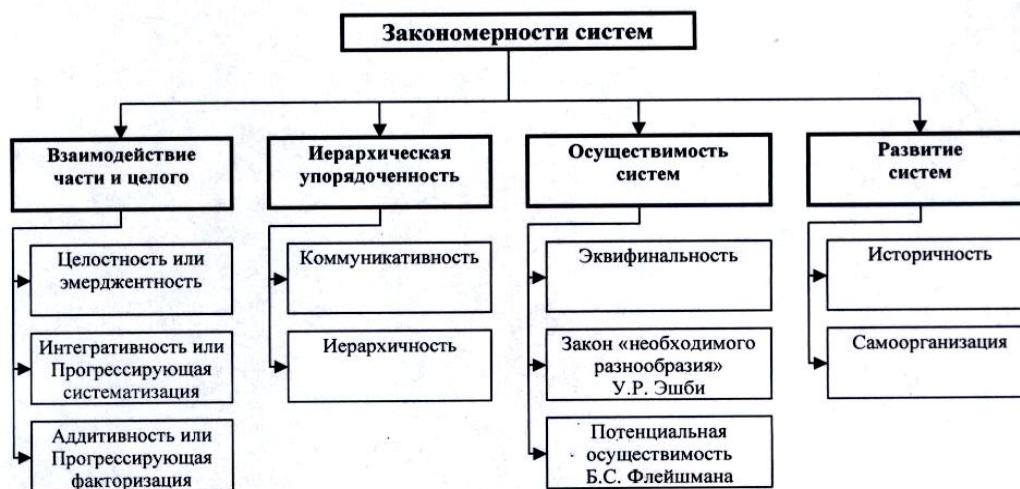 Закономерности систем
Взаимодействие
части и целого
Целостность или
эмерджентность
Интегративность или
Прогрессирующая
систематизация
Аддитивность или
Прогрессирующая
факторизация
Иерархическая
упорядоченность
Коммуникативность
Иерархичность
Осуществимость
систем
Эквифинальность
Закон «необходимого
разнообразия»
У.Р. Эшби
Потенциальная
осуществимость
Б.С. Флейшмана
Развитие
систем
Историчность
Самоорганизация